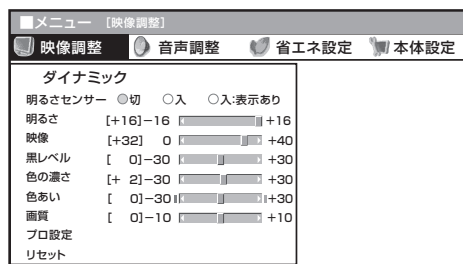 ■メニュー [映像調整]
映像調整 音声調整 省エネ設定 本体設定
ダイナミック
明るさセンサー ○切 ○入 ○入:表示あり
明るさ [+16]−16 +16
映像 [+32] 0 +40
黒レベル [ 0]−30 +30
色の濃さ [+ 2]−30 +30
色あい [ 0]−30 +30
画質 [ 0]−10 +10
プロ設定
リセット